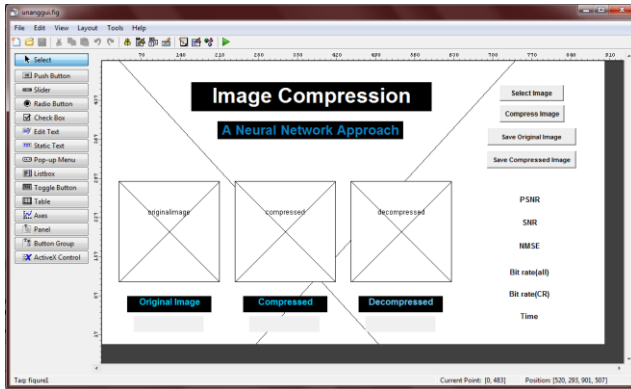 unanggui.fig
File Edit View Layout Tools Help
Select
Push Button
Slider
Radio Button
Check Box
Edit Text
Static Text
Pop-up Menu
Listbox
Toggle Button
Table
Axes
Panel
Button Group
ActiveX Control
Image Compression
A Neural Network Approach
Select Image
Compress Image
Save Original Image
Save Compressed Image
originalimage compressed decompressed
PSNR
SNR
NMSE
Bit rate(all)
Bit rate(CR)
Time
Original Image Compressed Decompressed
Tag: figure1 Current Point: [0, 483] Position: [520, 293, 901, 507]